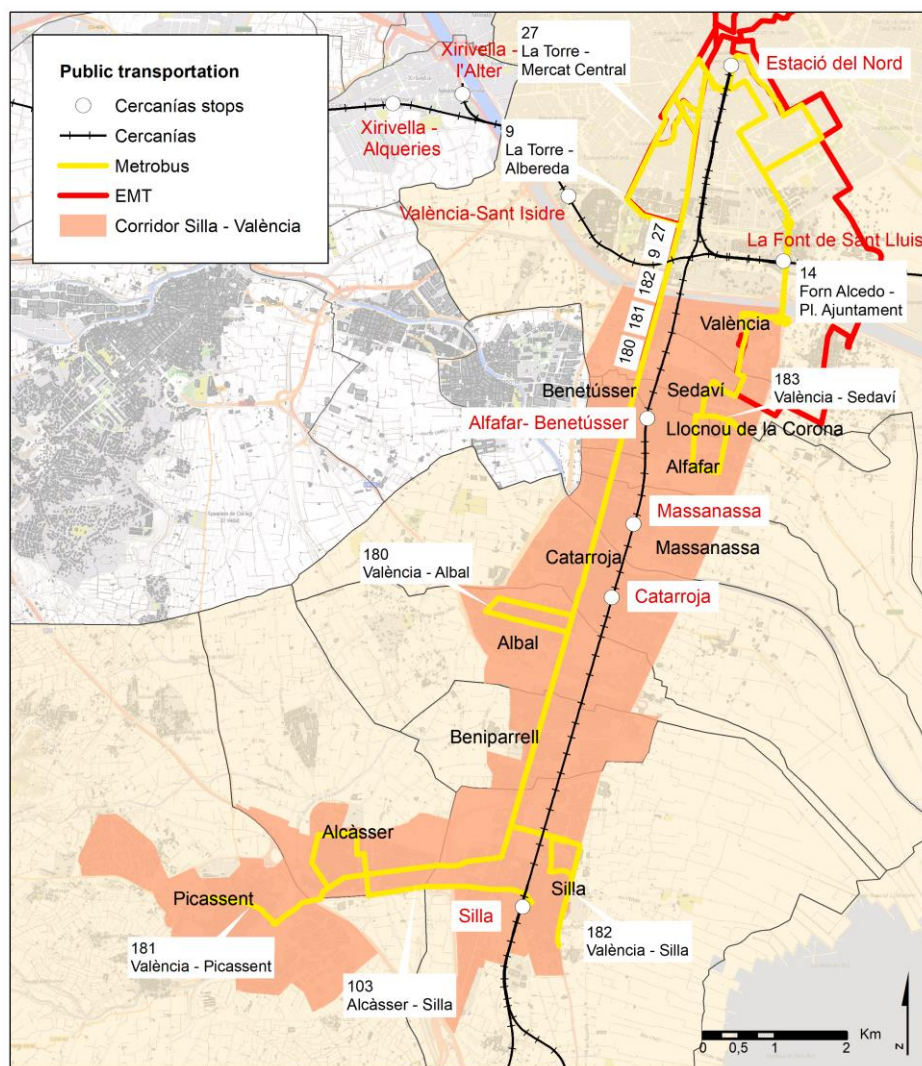 Public transportation
Cercanías stops
Cercanías
Metrobus
EMT
Corridor Silla - València
Xirivella -
l'Alter
27
La Torre -
Mercat Central
Estació del Nord
Xirivella -
Alqueries
9
La Torre -
Albereda
València-Sant Isidre
La Font de Sant Lluis
180 181 182 9 27
14
Forn Alcedo -
Pl. Ajuntament
València
Benetússer
Sedaví
183
València - Sedaví
Alfafar- Benetússer
Llocnou de la Corona
Alfafar
Massanassa
Massanassa
Catarroja
180
València - Albal
Catarroja
Albal
Beniparrell
Alcàsser
Picassent
Silla
Silla
181
València - Picassent
182
València - Silla
103
Alcàsser - Silla
Km
0 0,5 1 2
N